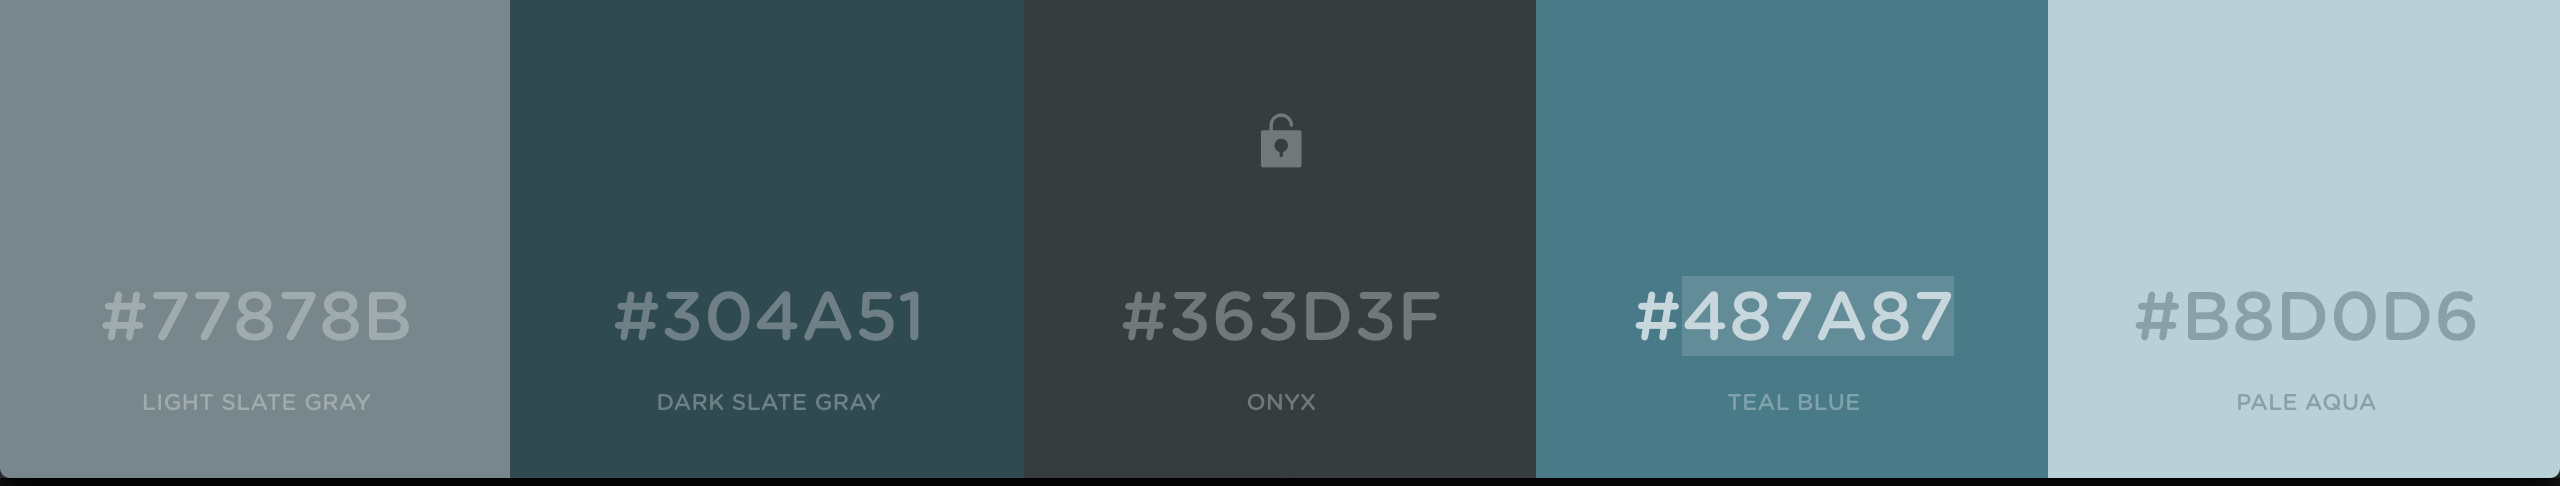 #77878B
LIGHT SLATE GRAY
#304A51
DARK SLATE GRAY
#363D3F
ONYX
#487A87
TEAL BLUE
#B8D0D6
PALE AQUA